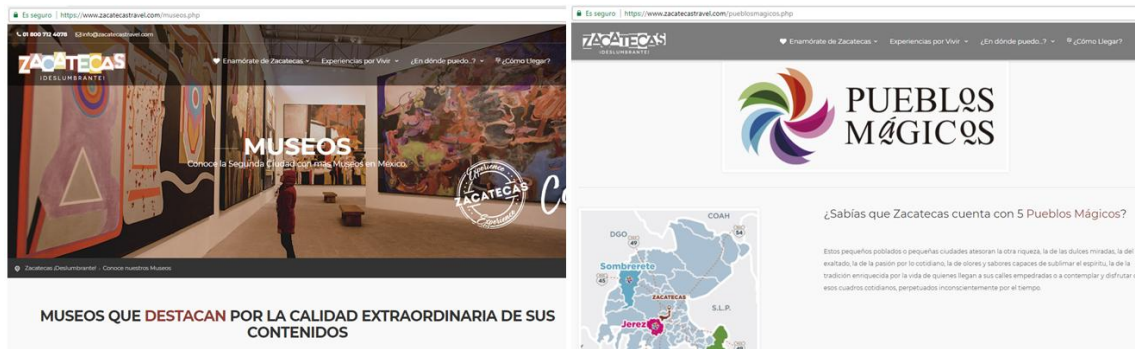 Es seguro | https://www.zacatecastravel.com/museos.php
01 800 712 4078 info@zacatecastravel.com
ZACATECAS
¡DESLUMBRANTE!
Enamórate de Zacatecas Experiencias por Vivir ¿En dónde puedo...? ¿Cómo Llegar?
MUSEOS
Conoce la Segunda Ciudad con más Museos en México.
Experience
ZACATECAS
Experience
Zacatecas ¡Deslumbrante! Conoce nuestros Museos
MUSEOS QUE DESTACAN POR LA CALIDAD EXTRAORDINARIA DE SUS
CONTENIDOS
Es seguro | https://www.zacatecastravel.com/pueblosmagicos.php
ZACATECAS
¡DESLUMBRANTE!
Enamórate de Zacatecas Experiencias por Vivir ¿En dónde puedo...? ¿Cómo Llegar?
PUEBLOS
MÁGICOS
COAH
DGO
49
54
Sombrerete
45
ZACATECAS
Jerez
S.L.P.
49
¿Sabías que Zacatecas cuenta con 5 Pueblos Mágicos?
Estos pequeños poblados o pequeñas ciudades atesoran la otra riqueza, la de las dulces miradas, la del
exaltado, la de la pasión por lo cotidiano, la de olores y sabores capaces de sublimar el espíritu, la de la
tradición enriquecida por la vida de quienes llegan a sus calles empedradas o a contemplar y disfrutar
esos cuadros cotidianos, perpetuados inconscientemente por el tiempo.